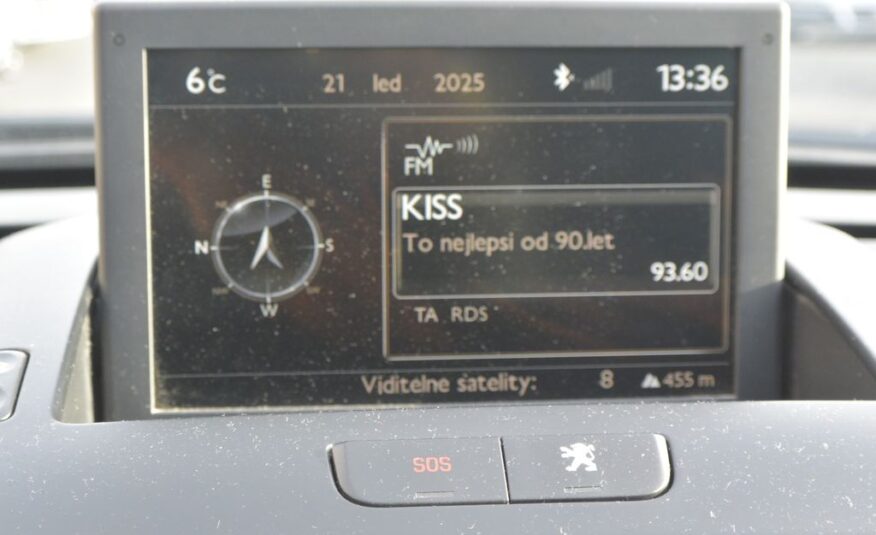 6°C 21 led 2025 13:36
FM
KISS
To nejlepsi od 90.let
93.60
TA RDS
E
N S
W
Viditelne satelity: 8 455 m
SOS